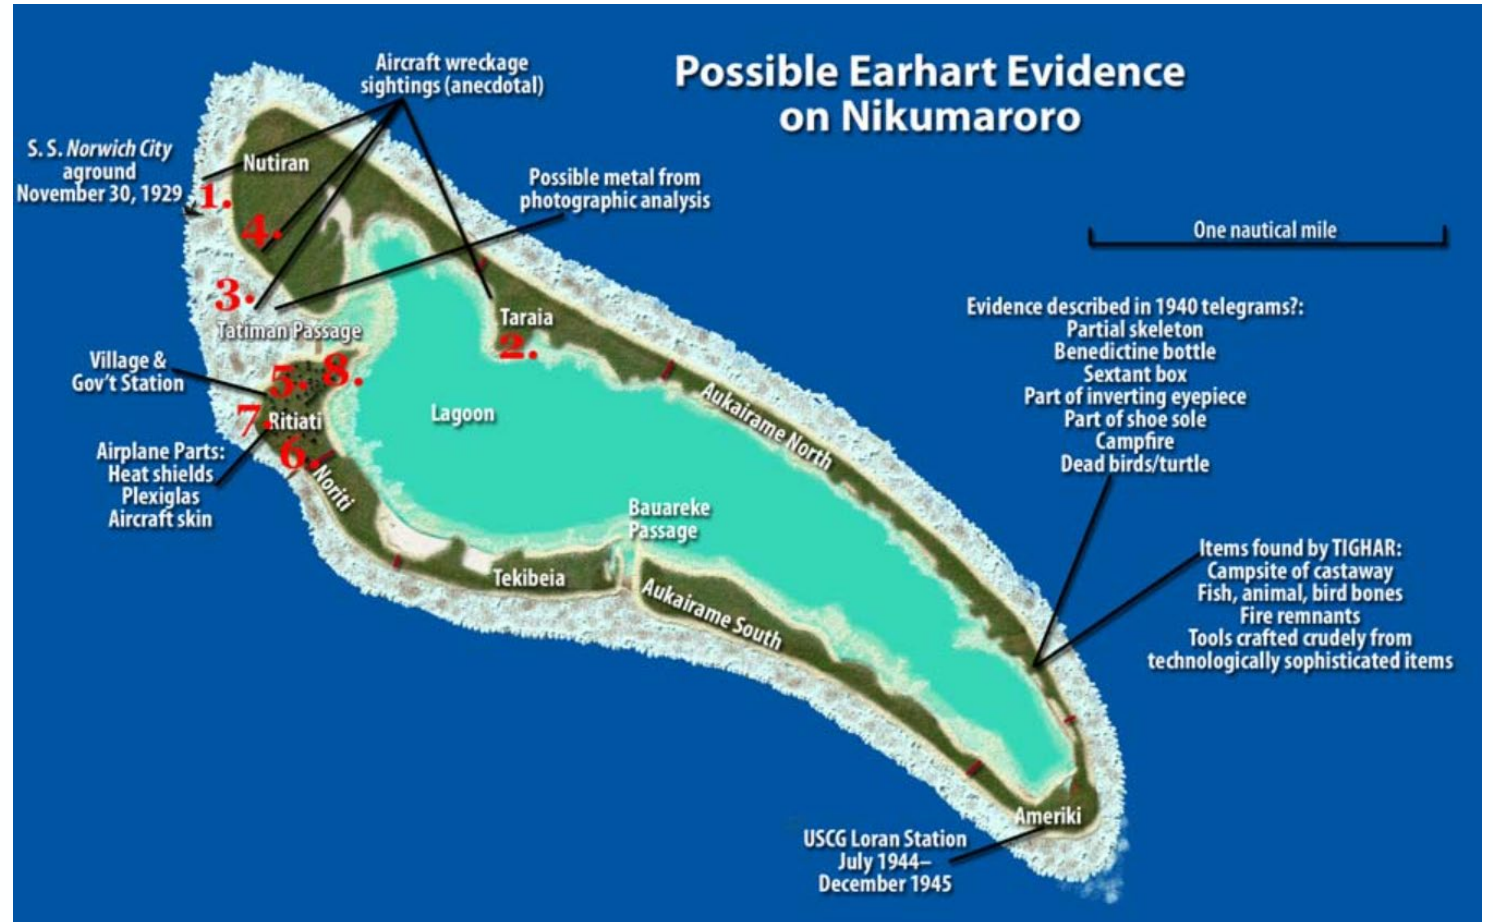 Possible Earhart Evidence
on Nikumaroro
Aircraft wreckage
sightings (anecdotal)
S. S. Norwich City
aground
November 30, 1929
1.
Nutiran
4.
Possible metal from
photographic analysis
One nautical mile
3.
Tatiman Passage
Taraia
2.
Village &
Gov't Station
5.
8.
7.
Ritiati
6.
Lagoon
Airplane Parts:
Heat shields
Plexiglas
Aircraft skin
Noriti
Aukairame North
Evidence described in 1940 telegrams?:
Partial skeleton
Benedictine bottle
Sextant box
Part of inverting eyepiece
Part of shoe sole
Campfire
Dead birds/turtle
Bauareke
Passage
Tekibeia
Aukairame South
Items found by TIGHAR:
Campsite of castaway
Fish, animal, bird bones
Fire remnants
Tools crafted crudely from
technologically sophisticated items
Ameriki
USCG Loran Station
July 1944–
December 1945